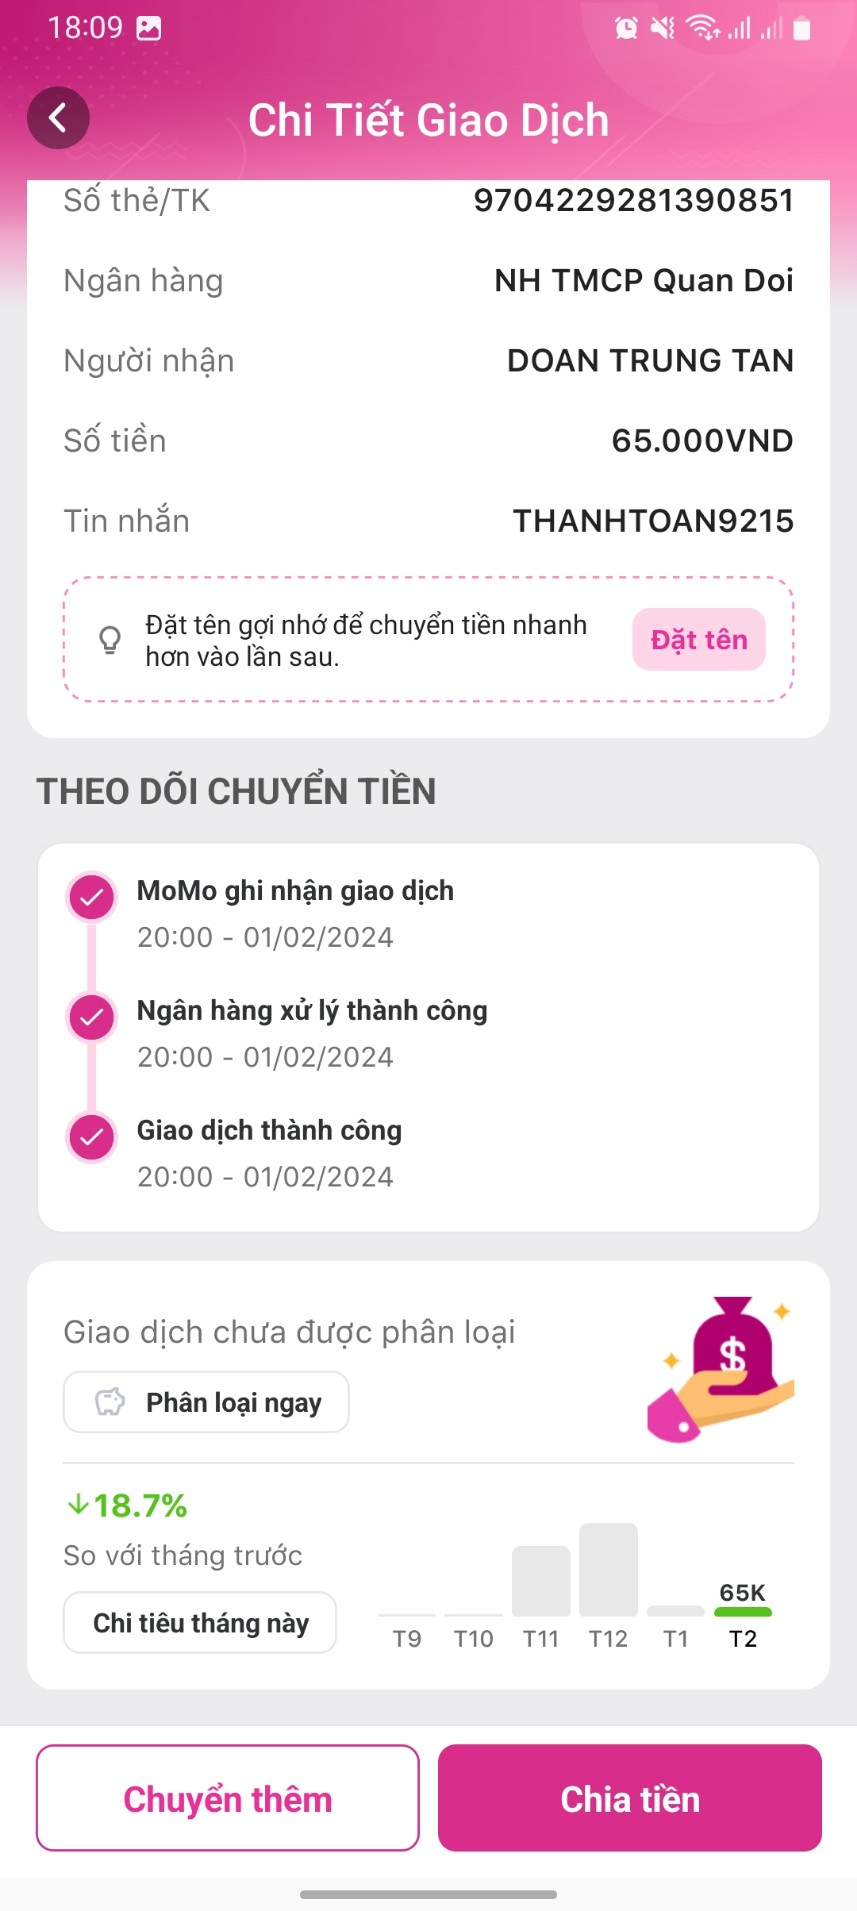 18:09
Chi Tiết Giao Dịch
Số thẻ/TK 9704229281390851
Ngân hàng NH TMCP Quan Doi
Người nhận DOAN TRUNG TAN
Số tiền 65.000VND
Tin nhắn THANHTOAN9215
Đặt tên gợi nhớ để chuyển tiền nhanh
hơn vào lần sau.
Đặt tên
THEO DÕI CHUYỂN TIỀN
MoMo ghi nhận giao dịch
20:00 - 01/02/2024
Ngân hàng xử lý thành công
20:00 - 01/02/2024
Giao dịch thành công
20:00 - 01/02/2024
Giao dịch chưa được phân loại
Phân loại ngay
$
↓18.7%
So với tháng trước
Chi tiêu tháng này
65K
T9 T10 T11 T12 T1 T2
Chuyển thêm
Chia tiền